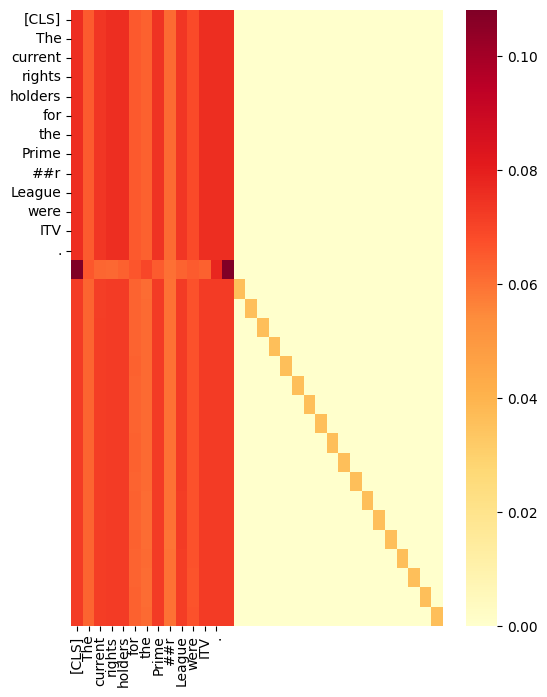 [CLS]
The
current
rights
holders
for
the
Prime
##r
League
were
ITV
.
0.10
0.08
0.06
0.04
0.02
0.00
[CLS] The current rights holders for the Prime ##r League were ITV .